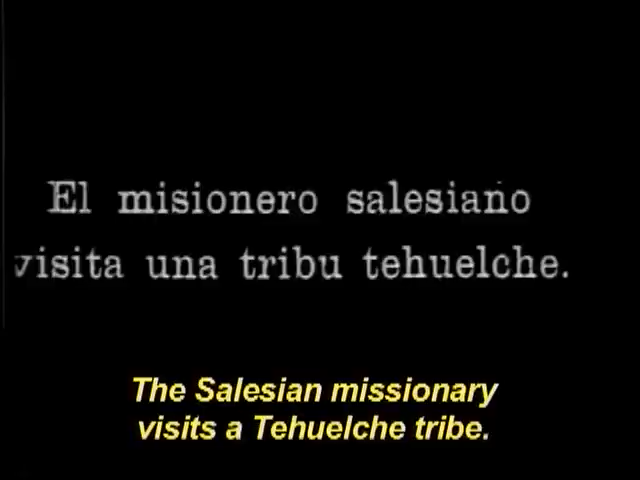 El misionero salesiano
visita una tribu tehuelche.
The Salesian missionary
visits a Tehuelche tribe.